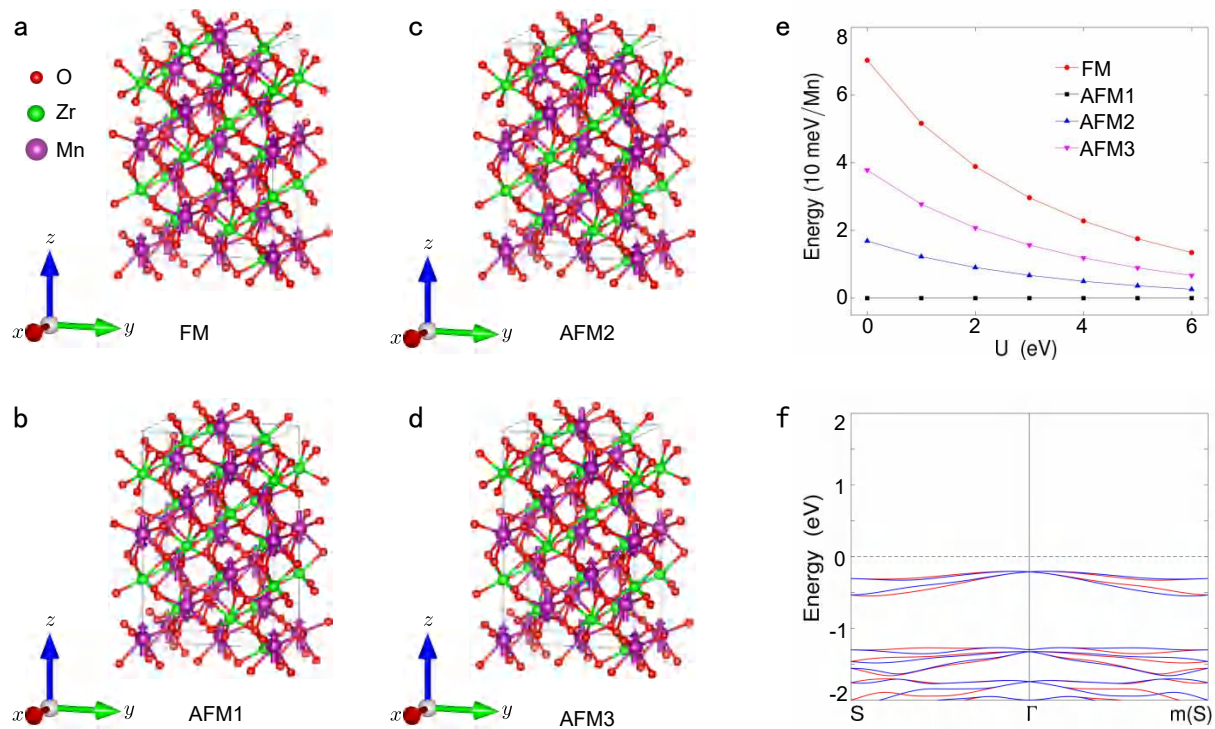 a
O
Zr
Mn
z
x
y
FM
c
z
x
y
AFM2
e
Energy (10 meV/Mn)
8
6
4
2
0
FM
AFM1
AFM2
AFM3
0
2
4
6
U (eV)
b
z
x
y
AFM1
d
z
x
y
AFM3
f
Energy (eV)
2
1
0
-1
-2
S
Γ
m(S)